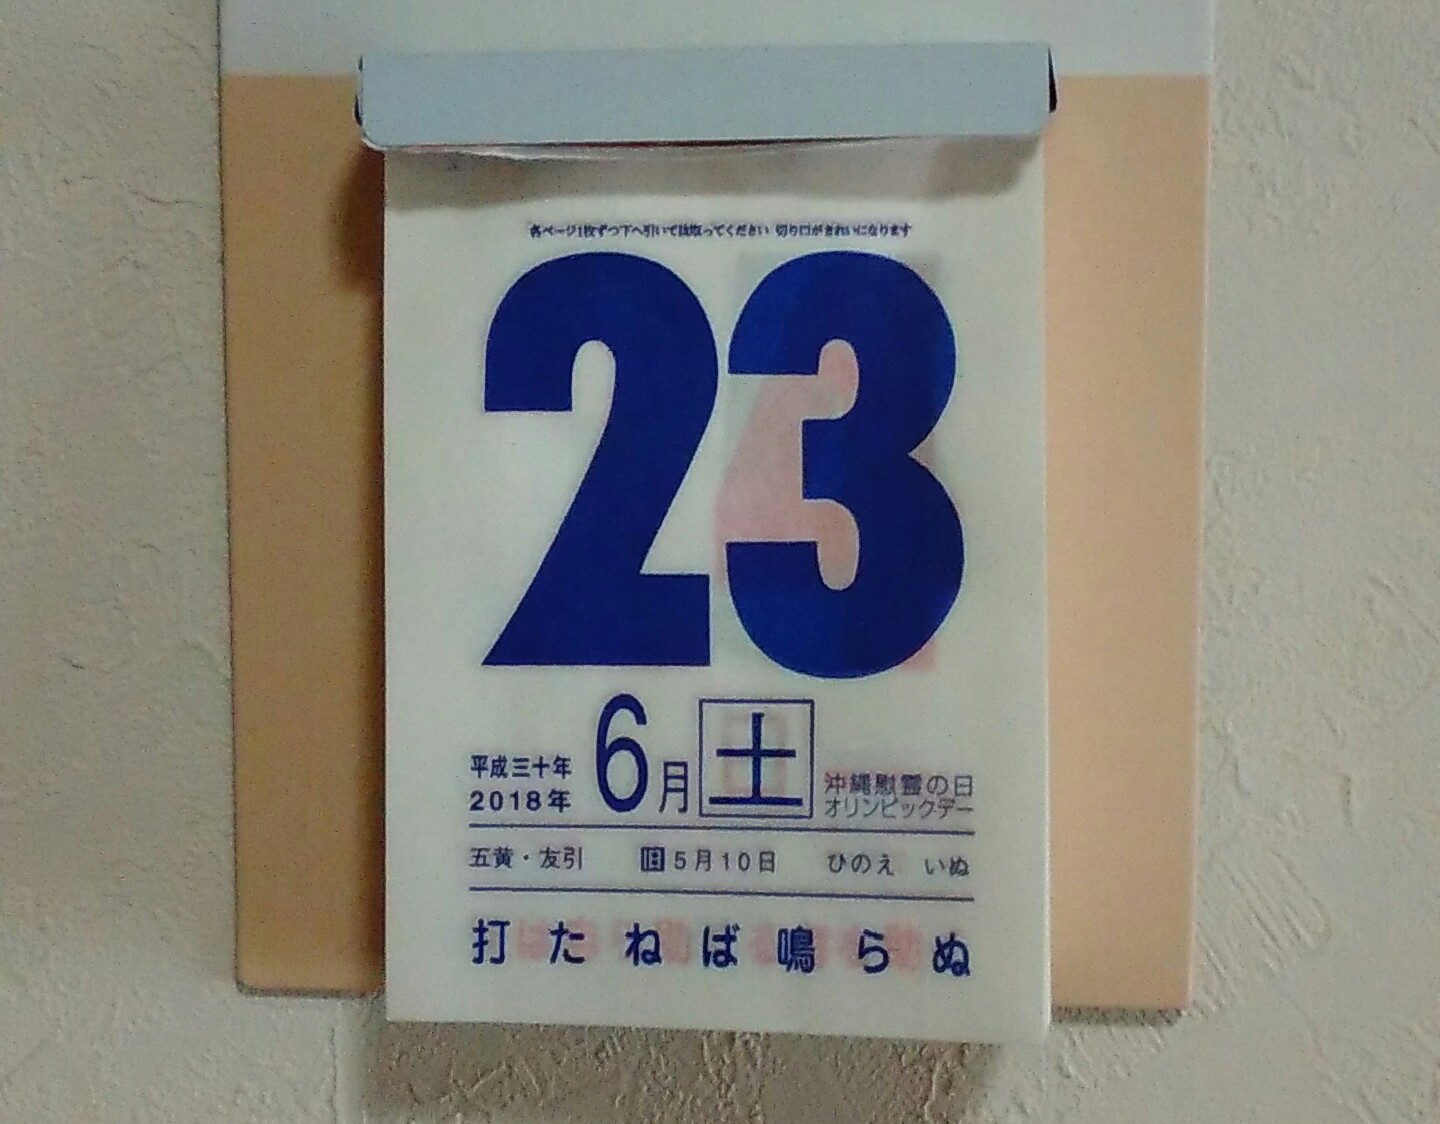 各ページ1枚ずつ下へ引いて抜取ってください 切り口がきれいになります
23
平成三十年
2018年
6月
土
沖縄慰霊の日
オリンピックデー
五黄・友引 旧5月10日 ひのえ いぬ
打たねば鳴らぬ